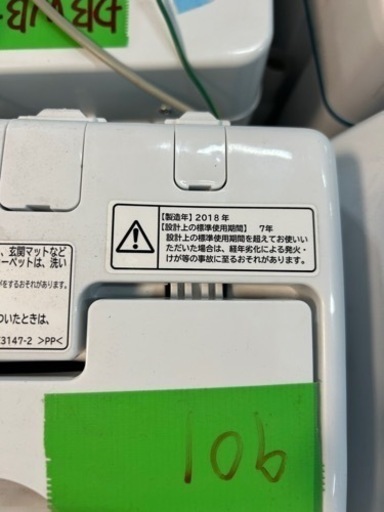 【製造年】2018年
【設計上の標準使用期間】 7年
設計上の標準使用期間を超えてお使いい
ただいた場合は、経年劣化による発火・
けが等の事故に至るおそれがあります。
、玄関マットなど
ーペットは、洗い
がをするおそれがあります。
ついたときは、
3147-2 >PP<
106